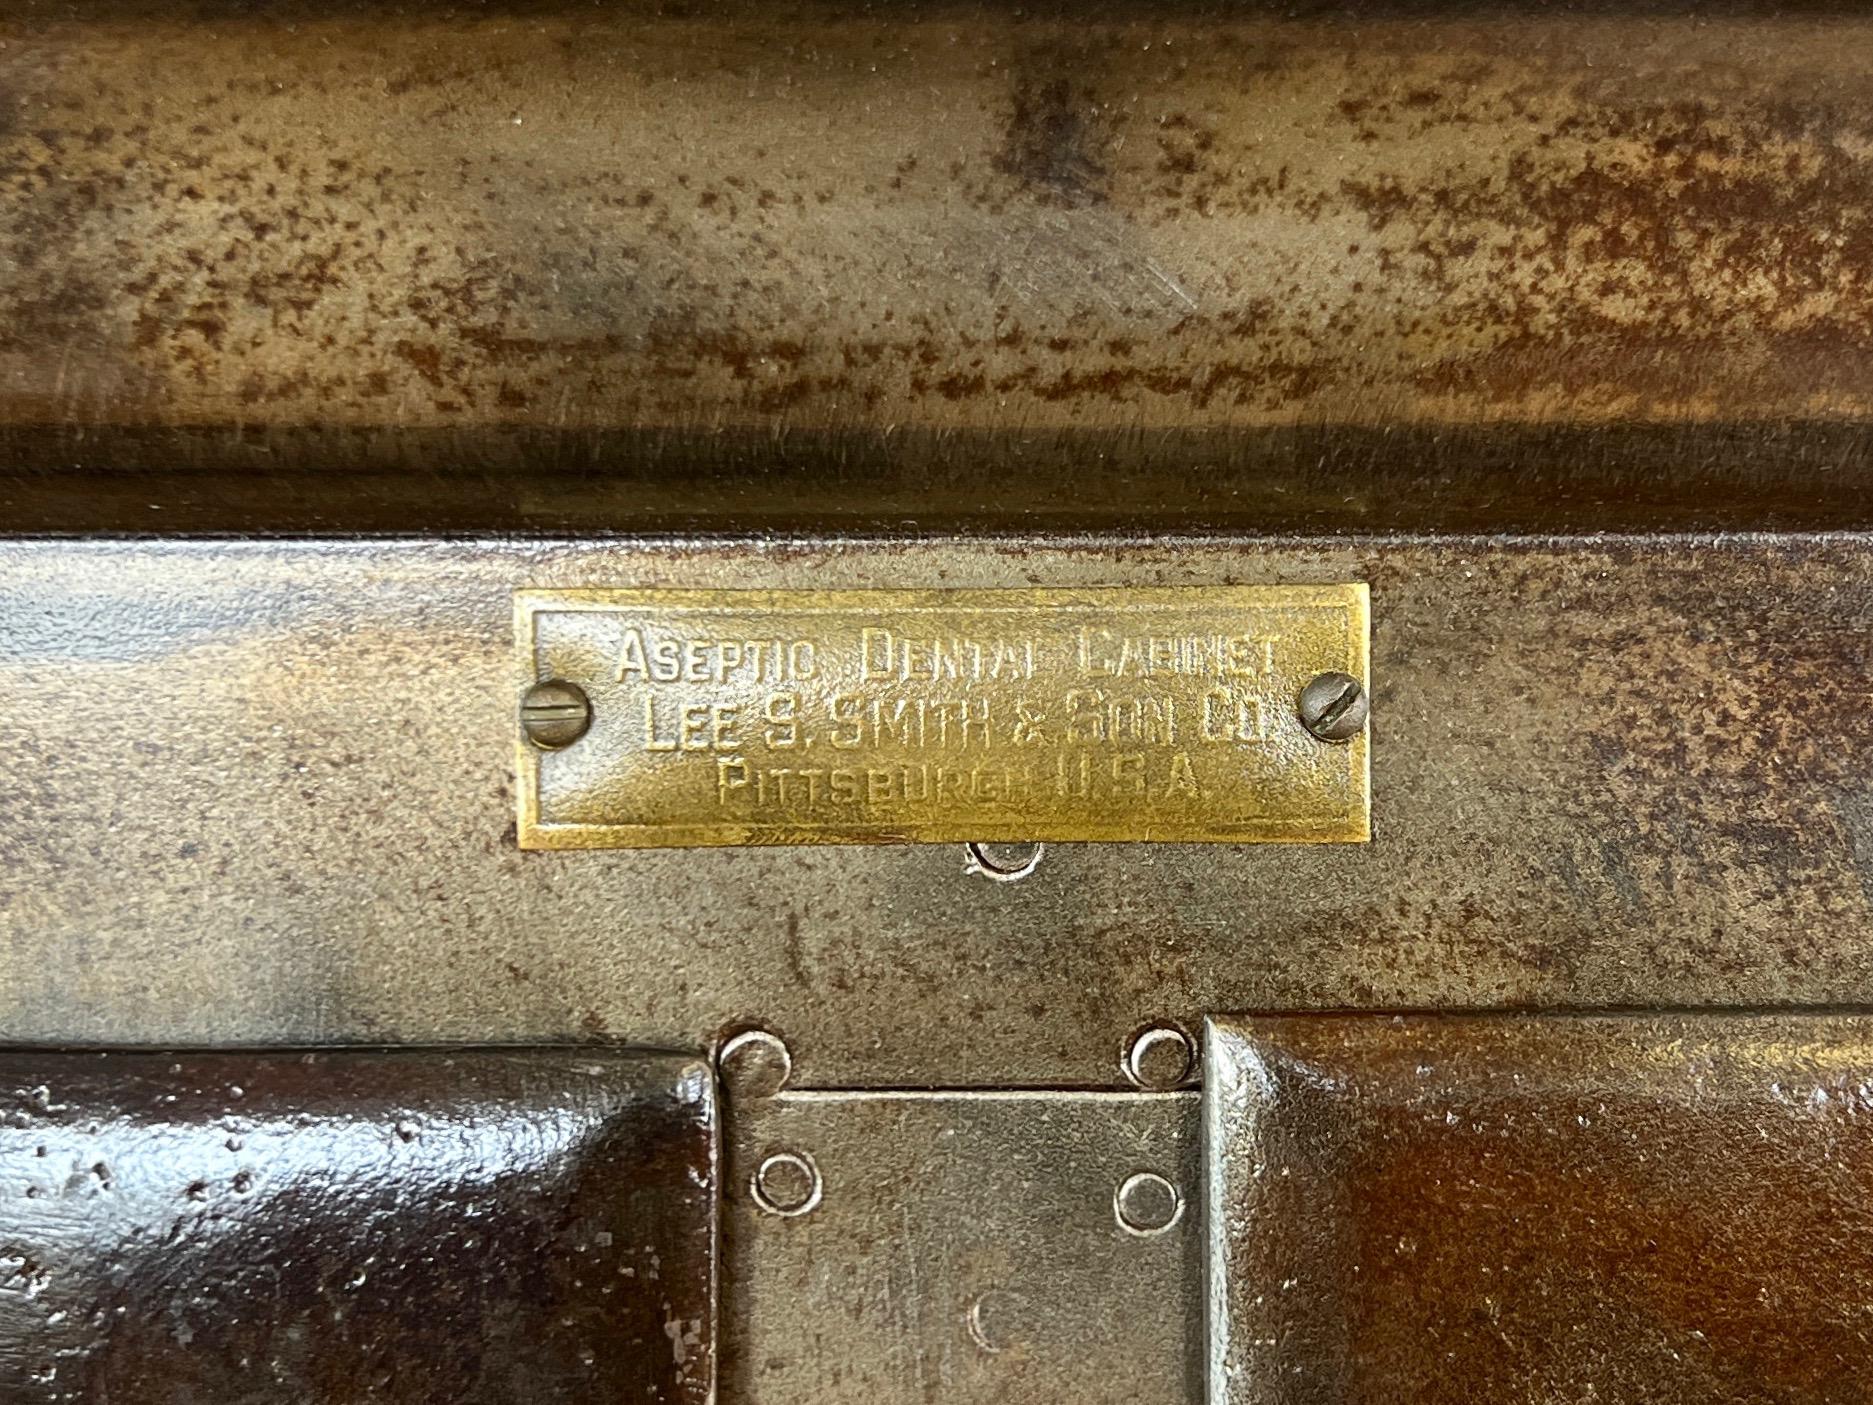 ASEPTIC DENTAL CABINET
LEE S. SMITH & SON CO.
PITTSBURGH U.S.A.